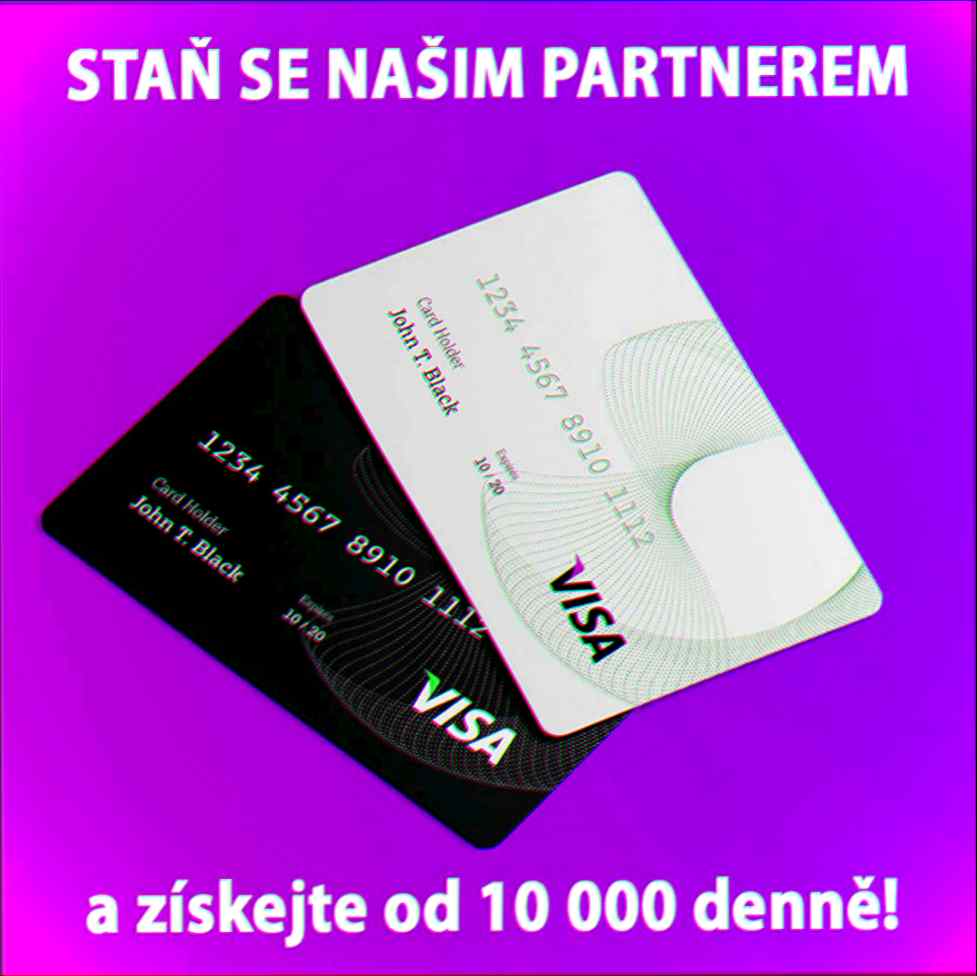 STAŇ SE NAŠIM PARTNEREM
1234 4567 8910 1112
Card Holder
John T. Black
Expires
10 / 20
VISA
1234 4567 8910 1112
Card Holder
John T. Black
Expires
10 / 20
VISA
a získejte od 10 000 denně!